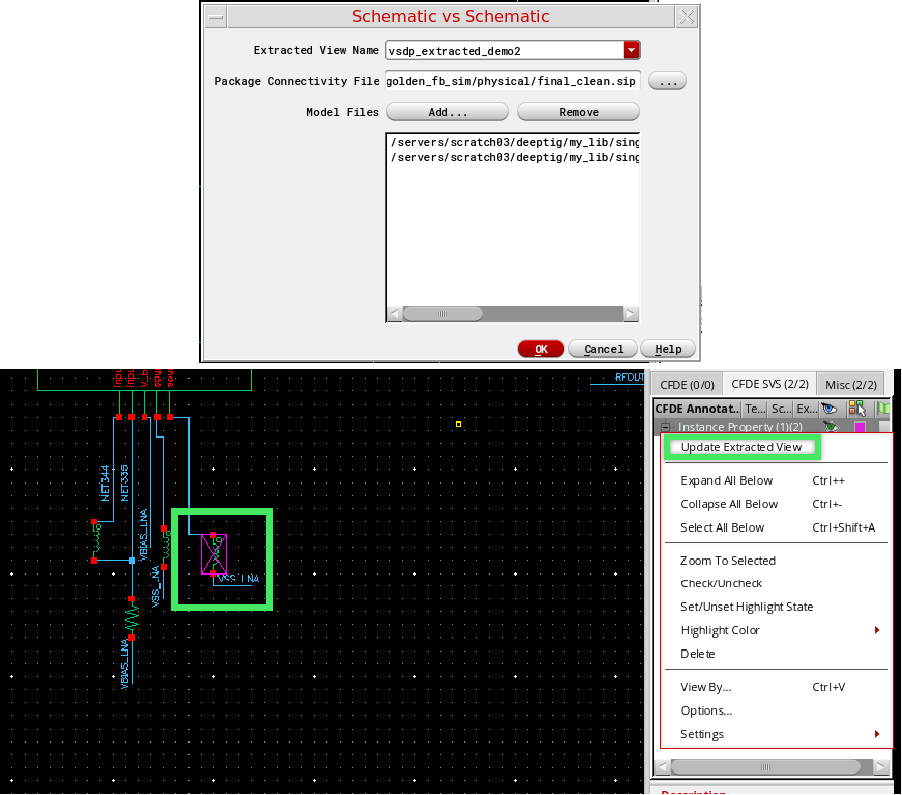 Schematic vs Schematic
Extracted View Name
vsdp_extracted_demo2
Package Connectivity File
golden_fb_sim/physical/final_clean.sip
...
Model Files
Add...
Remove
/servers/scratch03/deeptig/my_lib/sing
/servers/scratch03/deeptig/my_lib/sing
OK
Cancel
Help
RFOUT
NET344
NET335
VBIAS_LNA
VSS_LNA
VSS_LNA
VBIAS_LNA
CFDE (0/0)
CFDE SVS (2/2)
Misc (2/2)
CFDE Annotat.. Te... Sc... Ex...
Instance Property (1)(2)
Update Extracted View
Expand All Below Ctrl++
Collapse All Below Ctrl+-
Select All Below Ctrl+Shift+A
Zoom To Selected
Check/Uncheck
Set/Unset Highlight State
Highlight Color
Delete
View By... Ctrl+V
Options...
Settings
Description